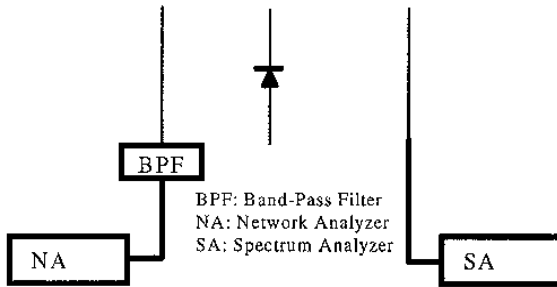 BPF
BPF: Band-Pass Filter
NA: Network Analyzer
SA: Spectrum Analyzer
NA
SA